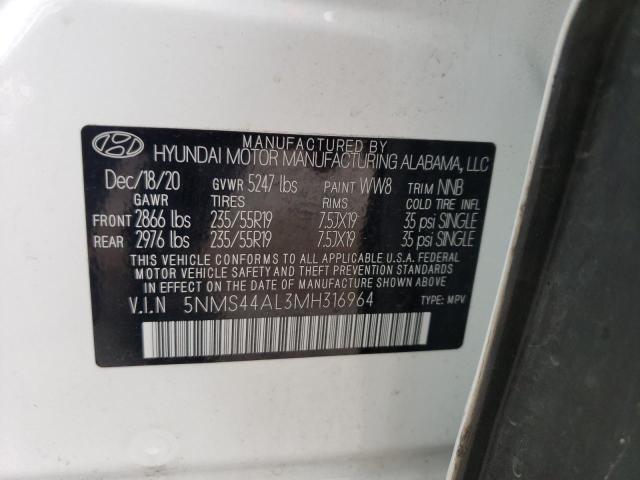 MANUFACTURED BY
HYUNDAI MOTOR MANUFACTURING ALABAMA, LLC
Dec/18/20 GVWR 5247 lbs PAINT WW8 TRIM NNB
GAWR TIRES RIMS COLD TIRE INFL
FRONT 2866 lbs 235/55R19 7.5JX19 35 psi SINGLE
REAR 2976 lbs 235/55R19 7.5JX19 35 psi SINGLE
THIS VEHICLE CONFORMS TO ALL APPLICABLE U.S.A. FEDERAL
MOTOR VEHICLE SAFETY AND THEFT PREVENTION STANDARDS
IN EFFECT ON THE DATE OF MANUFACTURE SHOWN ABOVE.
V.I.N 5NMS44AL3MH316964 TYPE: MPV